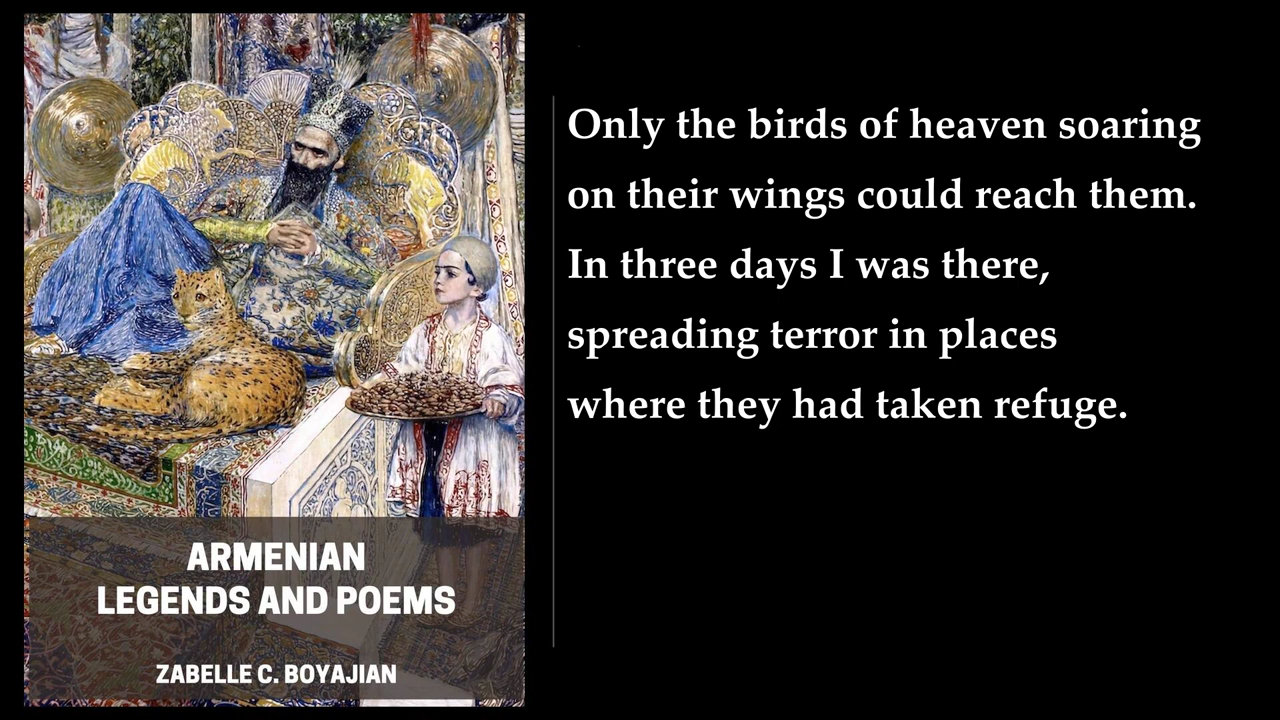 Only the birds of heaven soaring
on their wings could reach them.
In three days I was there,
spreading terror in places
where they had taken refuge.
ARMENIAN
LEGENDS AND POEMS
ZABELLE C. BOYAJIAN